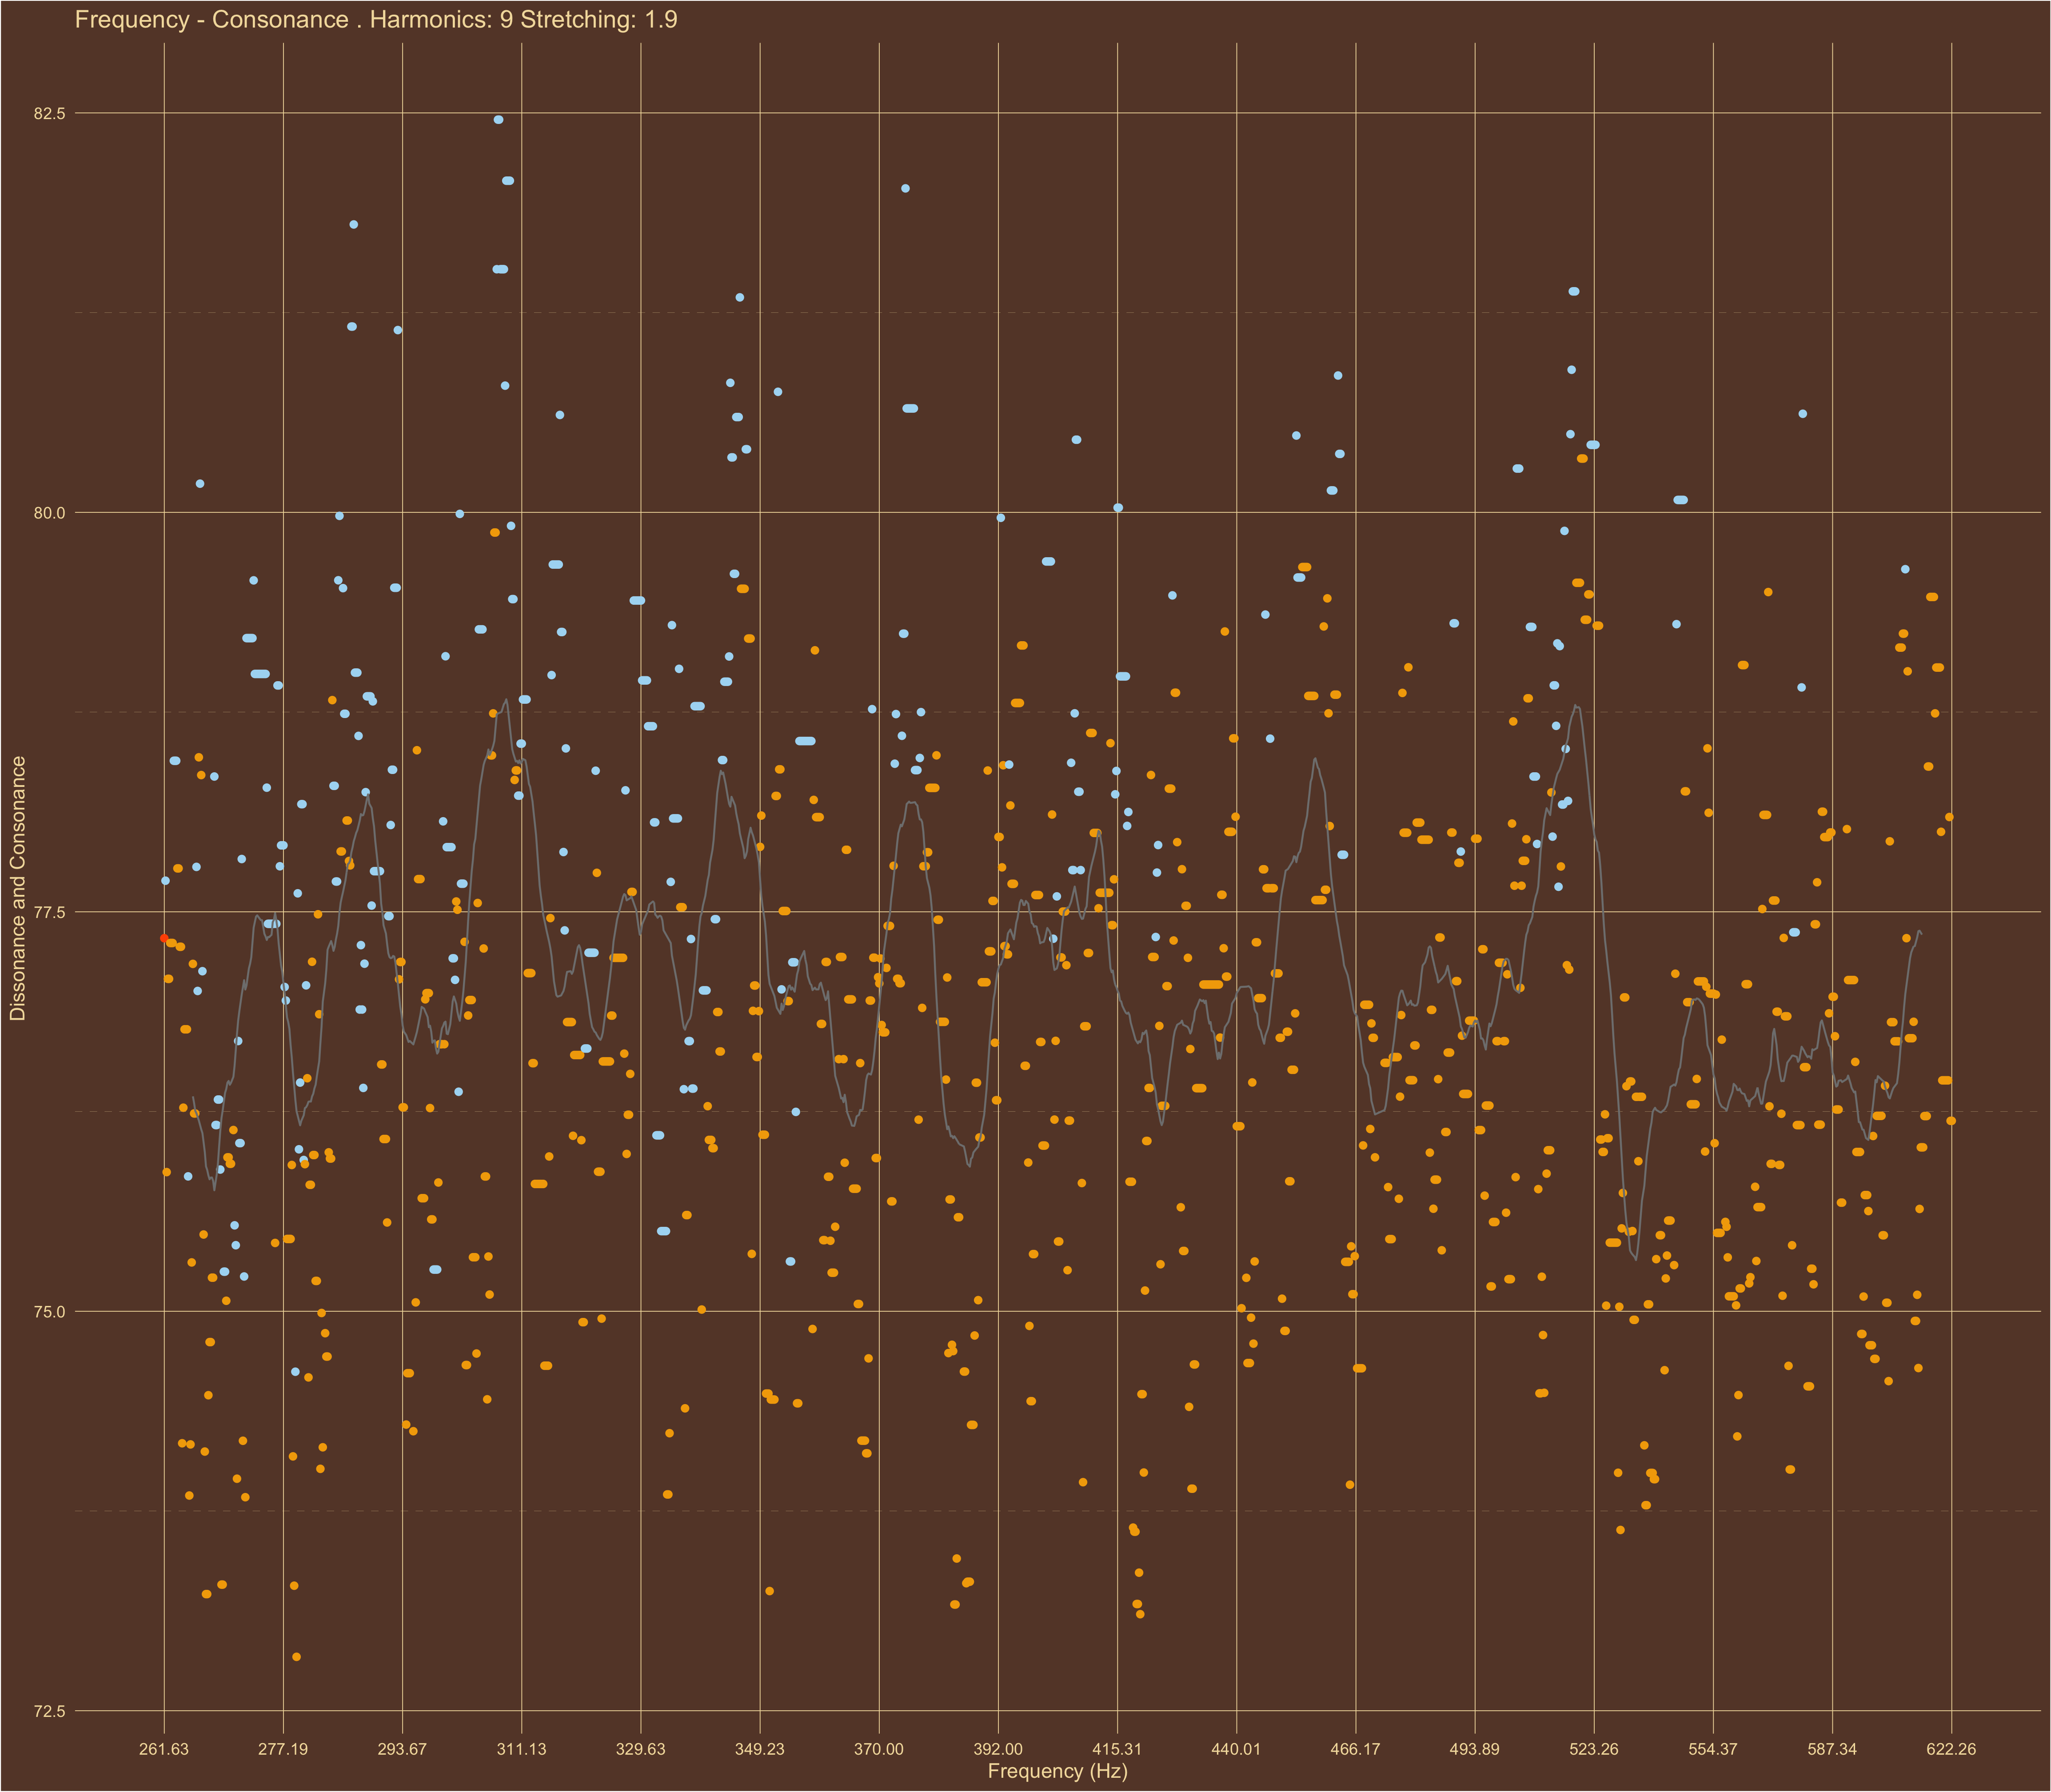 Frequency - Consonance . Harmonics: 9 Stretching: 1.9
Dissonance and Consonance
82.5
80.0
77.5
75.0
72.5
261.63 277.19 293.67 311.13 329.63 349.23 370.00 392.00 415.31 440.01 466.17 493.89 523.26 554.37 587.34 622.26
Frequency (Hz)